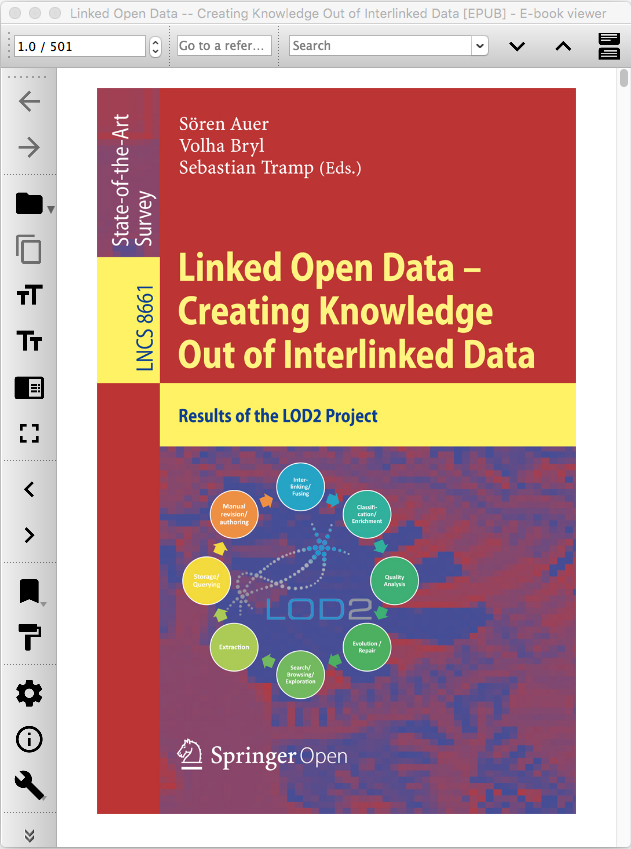 Linked Open Data -- Creating Knowledge Out of Interlinked Data [EPUB] - E-book viewer
1.0 / 501
Go to a refer...
Search
State-of-the-Art
Survey
Sören Auer
Volha Bryl
Sebastian Tramp (Eds.)
LNCS 8661
Linked Open Data –
Creating Knowledge
Out of Interlinked Data
Results of the LOD2 Project
Inter-
linking/
Fusing
Classifi-
cation/
Enrichment
Quality
Analysis
Evolution /
Repair
Search/
Browsing/
Exploration
Extraction
Storage/
Querying
Manual
revision/
authoring
LOD2
Springer Open